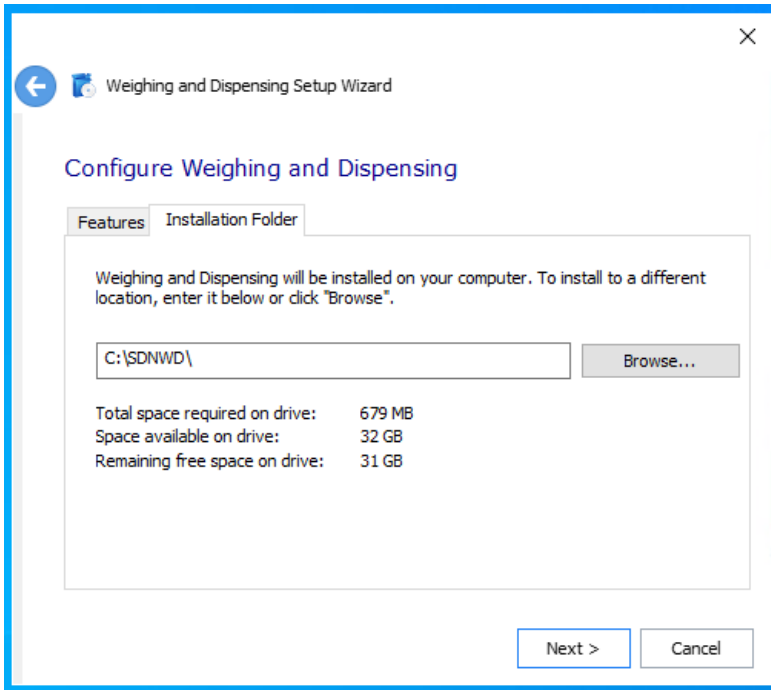 Weighing and Dispensing Setup Wizard
Configure Weighing and Dispensing
Features
Installation Folder
Weighing and Dispensing will be installed on your computer. To install to a different
location, enter it below or click "Browse".
C:\SDNWD\
Browse...
Total space required on drive: 679 MB
Space available on drive: 32 GB
Remaining free space on drive: 31 GB
Next >
Cancel